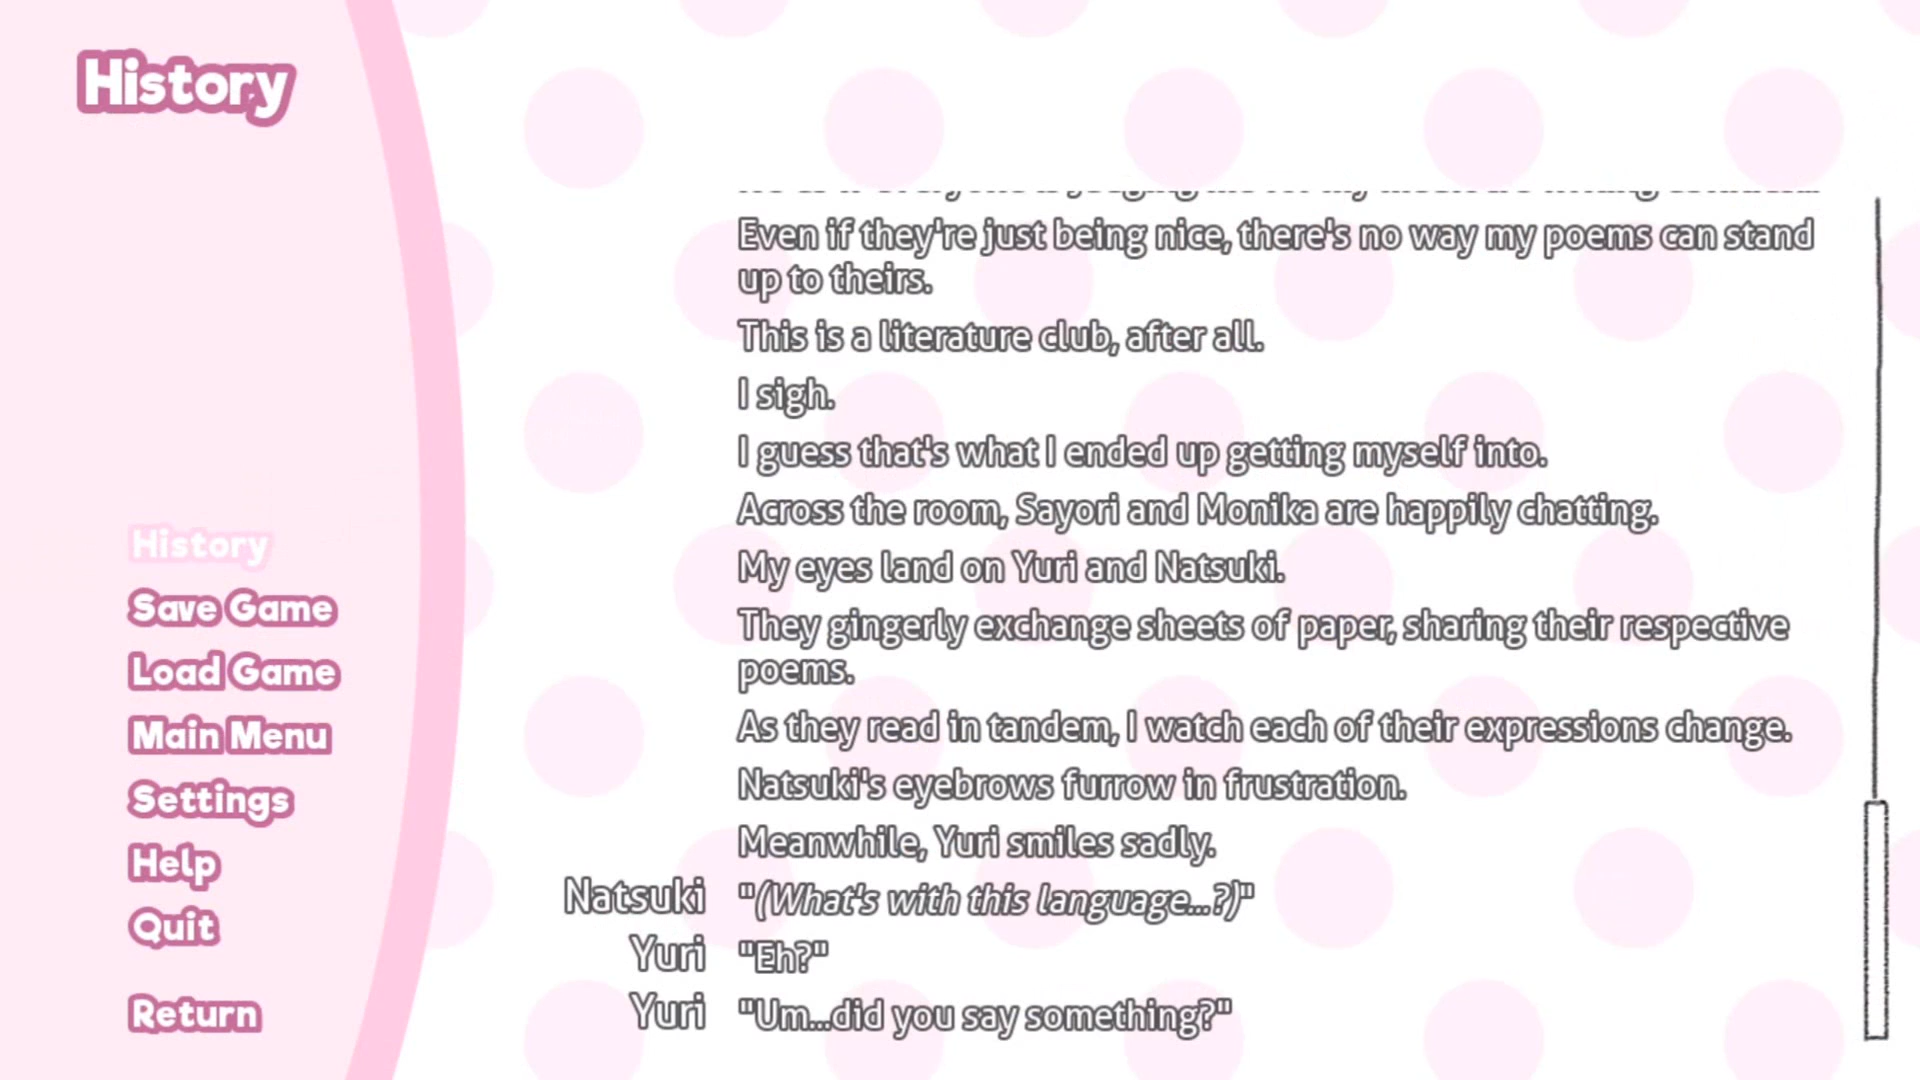 History
Even if they're just being nice, there's no way my poems can stand
up to theirs.
This is a literature club, after all.
I sigh.
I guess that's what I ended up getting myself into.
Across the room, Sayori and Monika are happily chatting.
My eyes land on Yuri and Natsuki.
They gingerly exchange sheets of paper, sharing their respective
poems.
As they read in tandem, I watch each of their expressions change.
Natsuki's eyebrows furrow in frustration.
Meanwhile, Yuri smiles sadly.
Natsuki "(What's with this language...?)"
Yuri "Eh?"
Yuri "Um...did you say something?"
History
Save Game
Load Game
Main Menu
Settings
Help
Quit
Return